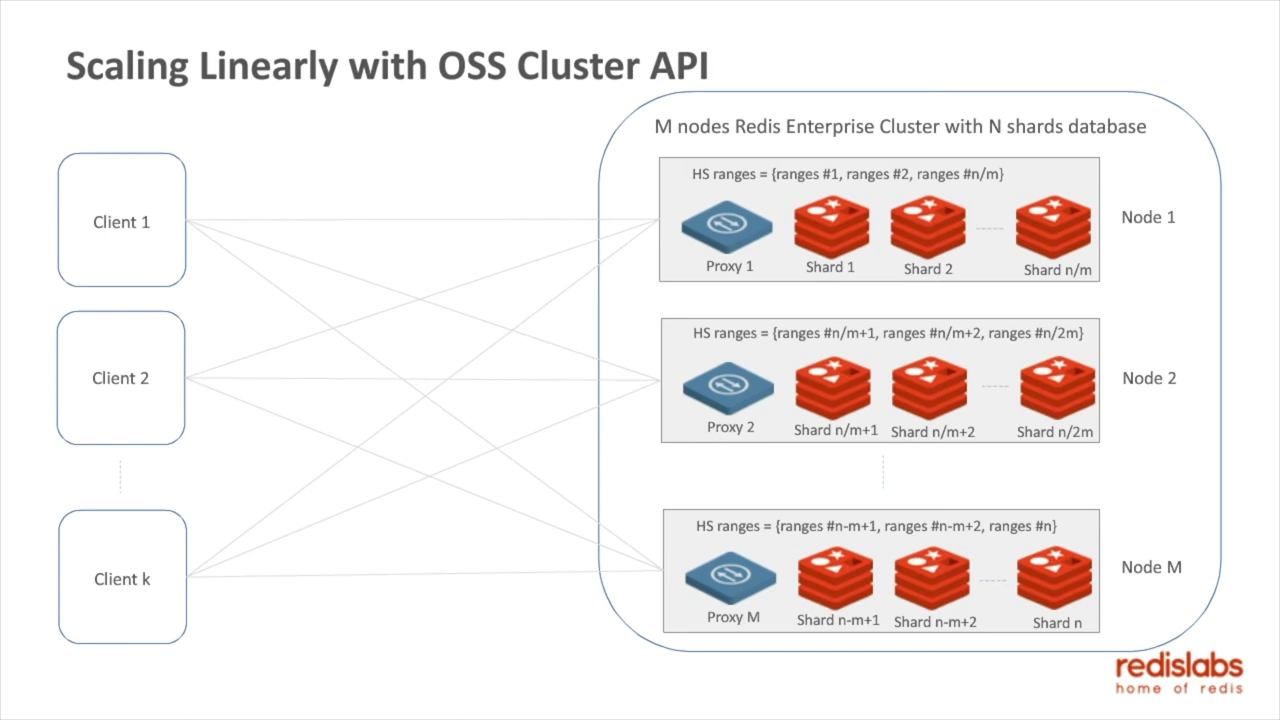 Scaling Linearly with OSS Cluster API
M nodes Redis Enterprise Cluster with N shards database
Client 1
HS ranges = {ranges #1, ranges #2, ranges #n/m}
Proxy 1
Shard 1
Shard 2
Shard n/m
Node 1
Client 2
HS ranges = {ranges #n/m+1, ranges #n/m+2, ranges #n/2m}
Proxy 2
Shard n/m+1
Shard n/m+2
Shard n/2m
Node 2
Client k
HS ranges = {ranges #n-m+1, ranges #n-m+2, ranges #n}
Proxy M
Shard n-m+1
Shard n-m+2
Shard n
Node M
redislabs
home of redis